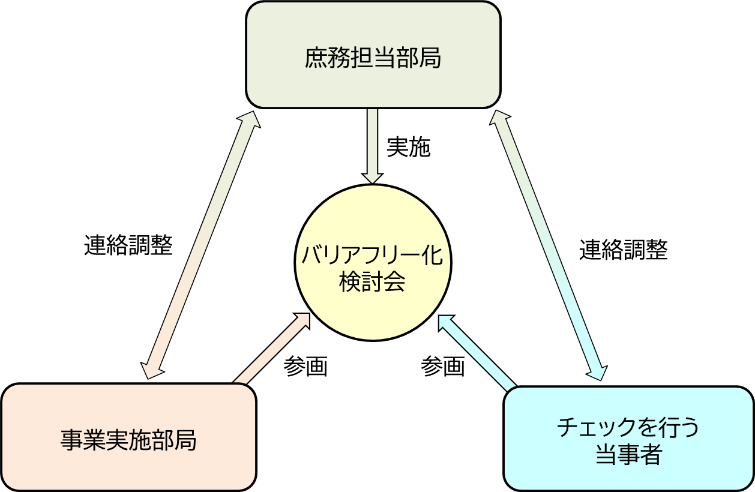 庶務担当部局
実施
連絡調整
連絡調整
バリアフリー化
検討会
参画
参画
事業実施部局
チェックを行う
当事者